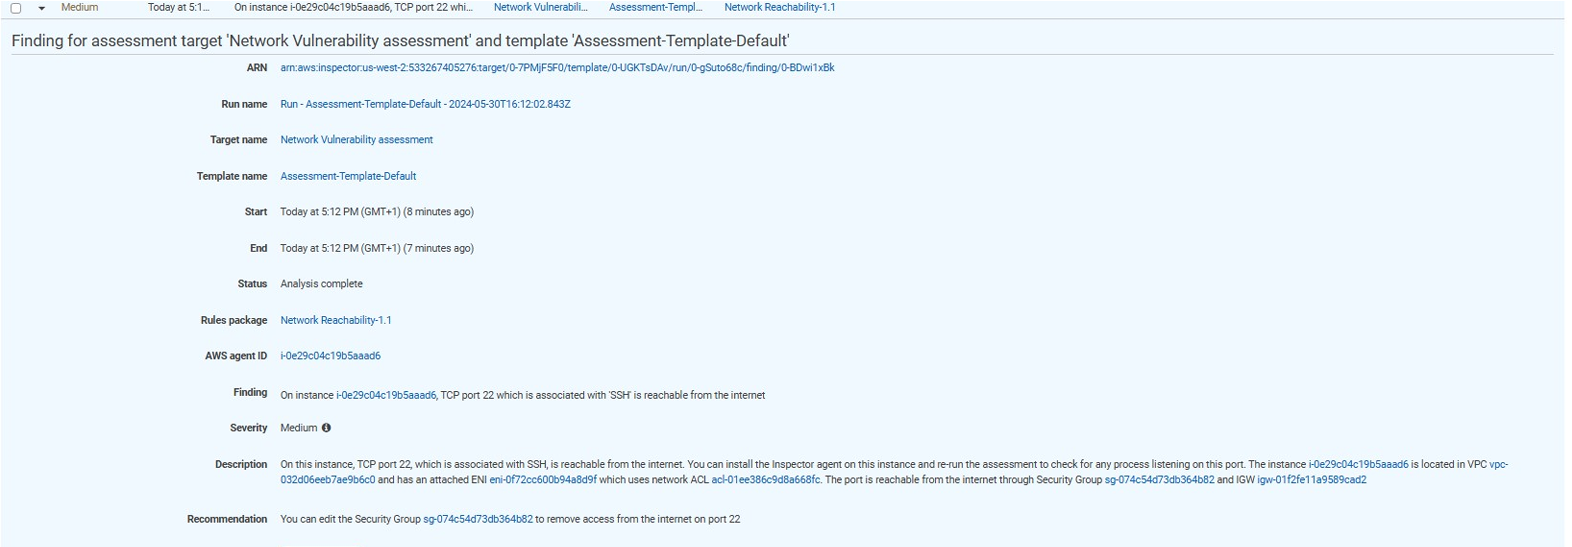 Medium Today at 5:1... On instance i-0e29c04c19b5aaad6, TCP port 22 whi... Network Vulnerabili... Assessment-Templ... Network Reachability-1.1
Finding for assessment target 'Network Vulnerability assessment' and template 'Assessment-Template-Default'
ARN arn:aws:inspector:us-west-2:533267405276:target/0-7PMjF5F0/template/0-UGKTsDAv/run/0-gSuto68c/finding/0-BDwi1xBk
Run name Run - Assessment-Template-Default - 2024-05-30T16:12:02.843Z
Target name Network Vulnerability assessment
Template name Assessment-Template-Default
Start Today at 5:12 PM (GMT+1) (8 minutes ago)
End Today at 5:12 PM (GMT+1) (7 minutes ago)
Status Analysis complete
Rules package Network Reachability-1.1
AWS agent ID i-0e29c04c19b5aaad6
Finding On instance i-0e29c04c19b5aaad6, TCP port 22 which is associated with 'SSH' is reachable from the internet
Severity Medium
Description On this instance, TCP port 22, which is associated with SSH, is reachable from the internet. You can install the Inspector agent on this instance and re-run the assessment to check for any process listening on this port. The instance i-0e29c04c19b5aaad6 is located in VPC vpc-
032d06eeb7ae9b6c0 and has an attached ENI eni-0f72cc600b94a8d9f which uses network ACL acl-01ee386c9d8a668fc. The port is reachable from the internet through Security Group sg-074c54d73db364b82 and IGW igw-01f2fe11a9589cad2
Recommendation You can edit the Security Group sg-074c54d73db364b82 to remove access from the internet on port 22